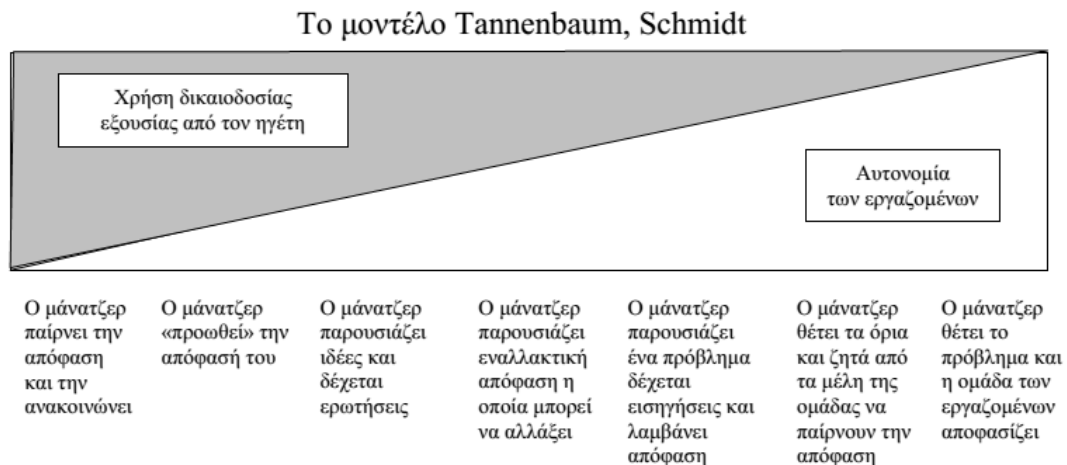 Το μοντέλο Tannenbaum, Schmidt
Χρήση δικαιοδοσίας
εξουσίας από τον ηγέτη
Αυτονομία
των εργαζομένων
Ο μάνατζερ
παίρνει την
απόφαση
και την
ανακοινώνει
Ο μάνατζερ
«προωθεί» την
απόφασή του
Ο μάνατζερ
παρουσιάζει
ιδέες και
δέχεται
ερωτήσεις
Ο μάνατζερ
παρουσιάζει
εναλλακτική
απόφαση η
οποία μπορεί
να αλλάξει
Ο μάνατζερ
παρουσιάζει
ένα πρόβλημα
δέχεται
εισηγήσεις και
λαμβάνει
απόφαση
Ο μάνατζερ
θέτει τα όρια
και ζητά από
τα μέλη της
ομάδας να
παίρνουν την
απόφαση
Ο μάνατζερ
θέτει το
πρόβλημα και
η ομάδα των
εργαζομένων
αποφασίζει